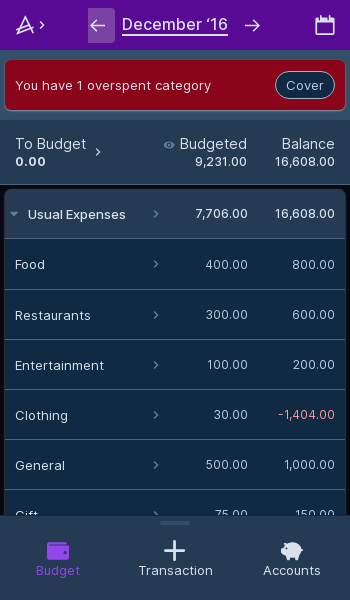 December ‘16
You have 1 overspent category Cover
To Budget Budgeted Balance
0.00 9,231.00 16,608.00
Usual Expenses 7,706.00 16,608.00
Food 400.00 800.00
Restaurants 300.00 600.00
Entertainment 100.00 200.00
Clothing 30.00 -1,404.00
General 500.00 1,000.00
Gift 75.00 150.00
Budget Transaction Accounts